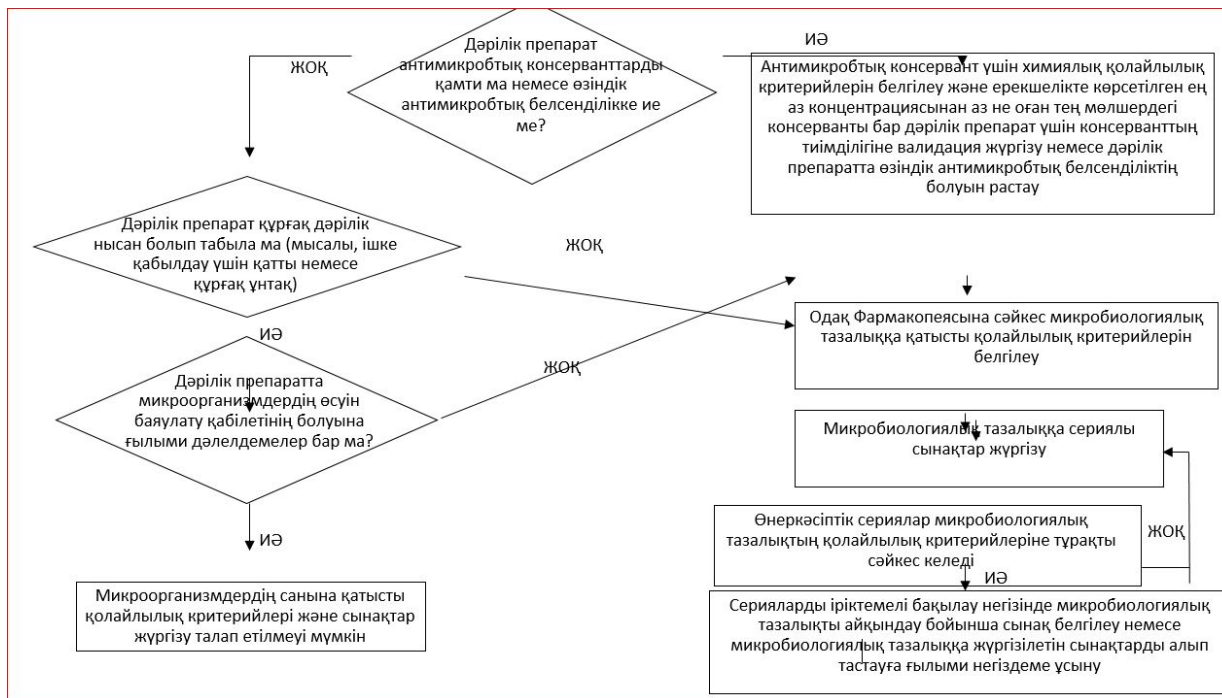 Дәрілік препарат
антимикробтық консерванттарды
қамти ма немесе өзіндік
антимикробтық белсенділікке ие
ме?
ЖОҚ
ИӘ
Антимикробтық консервант үшін химиялық қолайлылық
критерийлерін белгілеу және ерекшелікте көрсетілген ең
аз концентрациясынан аз не оған тең мөлшердегі
консерванты бар дәрілік препарат үшін консерванттың
тиімділігіне валидация жүргізу немесе дәрілік
препаратта өзіндік антимикробтық белсенділіктің
болуын растау
Дәрілік препарат құрғақ дәрілік
нысан болып табыла ма (мысалы, ішке
қабылдау үшін қатты немесе
құрғақ ұнтақ)
ЖОҚ
ИӘ
Одақ Фармакопеясына сәйкес микробиологиялық
тазалыққа қатысты қолайлылық критерийлерін
белгілеу
Дәрілік препаратта
микроорганизмдердің өсуін
баяулату қабілетінің болуына
ғылыми дәлелдемелер бар ма?
ЖОҚ
ИӘ
Микробиологиялық тазалыққа сериялы
сынақтар жүргізу
Өнеркәсіптік сериялар микробиологиялық
тазалықтың қолайлылық критерийлеріне тұрақты
сәйкес келеді
ЖОҚ
ИӘ
Микроорганизмдердің санына қатысты
қолайлылық критерийлері және сынақтар
жүргізу талап етілмеуі мүмкін
Серияларды іріктемелі бақылау негізінде микробиологиялық
тазалықты айқындау бойынша сынақ белгілеу немесе
микробиологиялық тазалыққа жүргізілетін сынақтарды алып
тастауға ғылыми негіздеме ұсыну